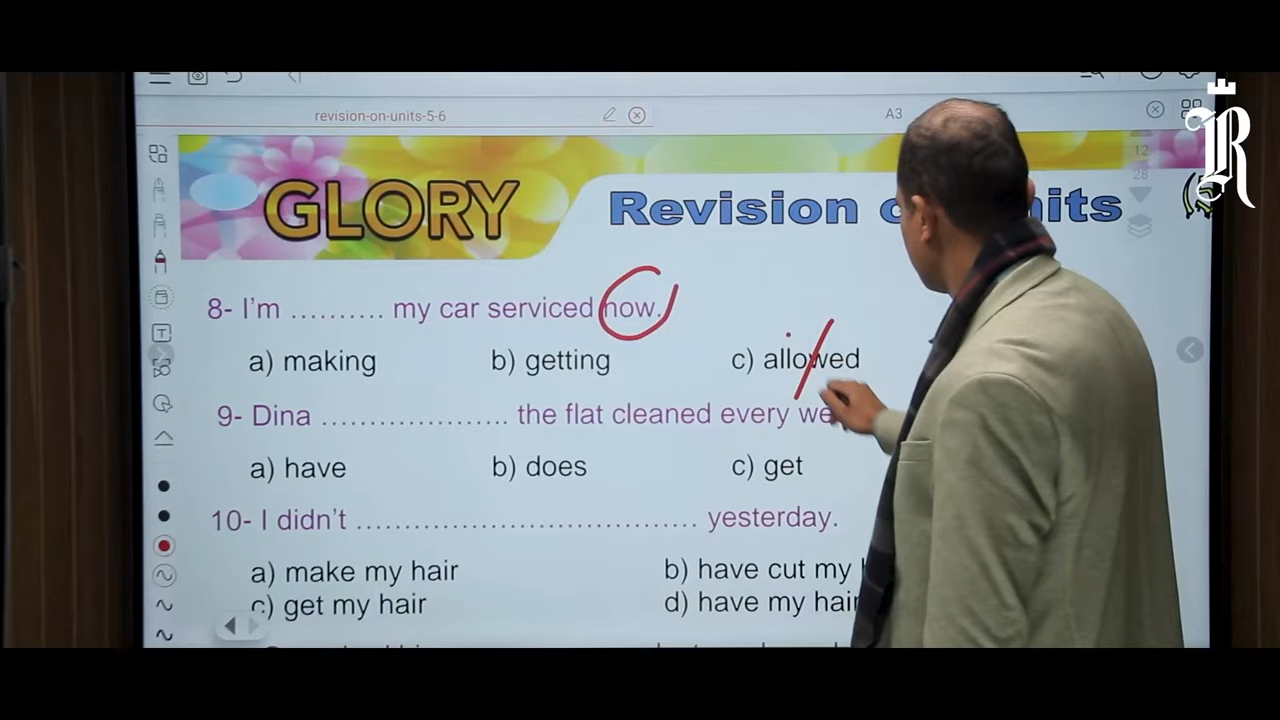 revision-on-units-5-6
A3
12
28
GLORY
Revision
8- I'm .......... my car serviced now.
a) making b) getting c) allowed
9- Dina .................... the flat cleaned every
a) have b) does c) get
10- I didn't .................................... yesterday.
a) make my hair b) have cut my
c) get my hair d) have my hair
R